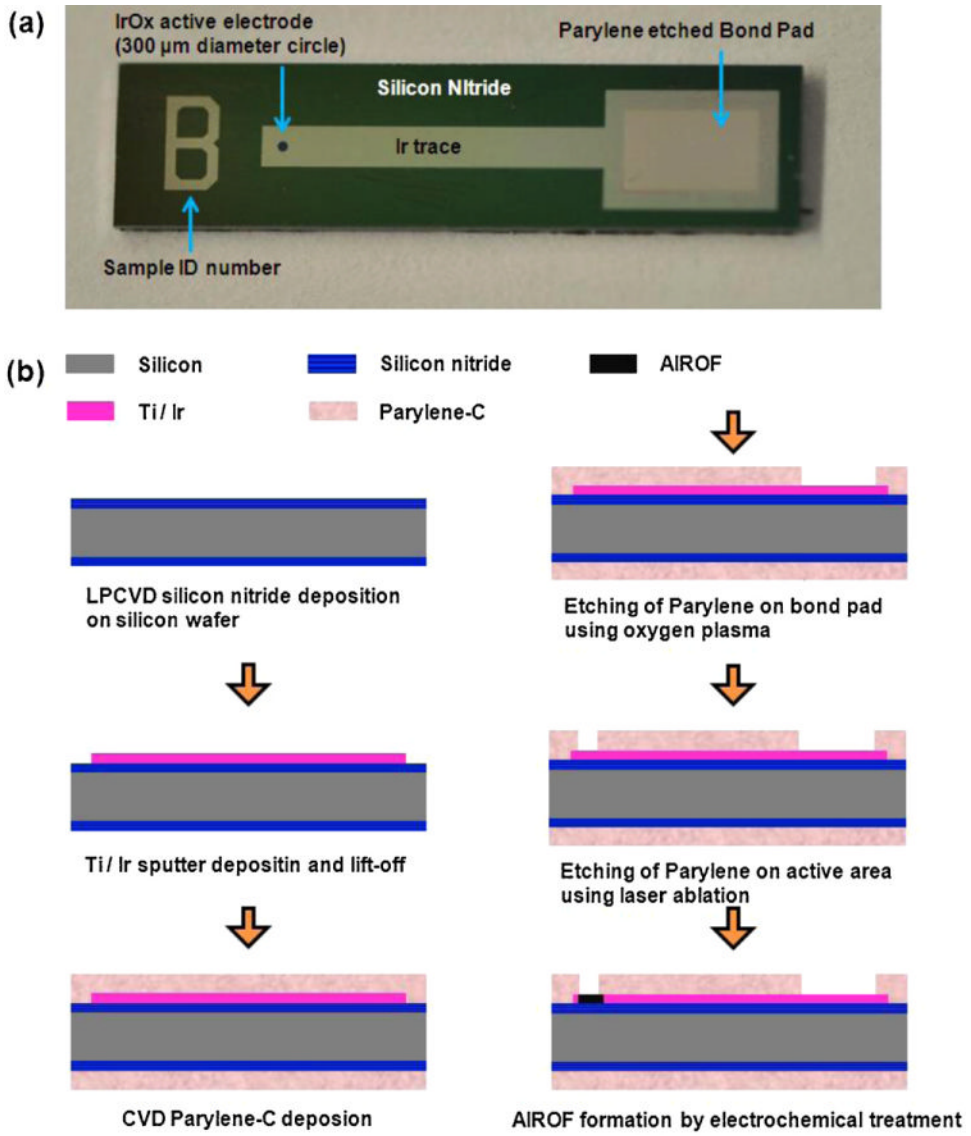 (a)
IrOx active electrode
(300 µm diameter circle)
Parylene etched Bond Pad
Silicon NItride
B
Ir trace
Sample ID number
(b)
Silicon
Silicon nitride
AIROF
Ti / Ir
Parylene-C
LPCVD silicon nitride deposition
on silicon wafer
Ti / Ir sputter depositin and lift-off
CVD Parylene-C deposion
Etching of Parylene on bond pad
using oxygen plasma
Etching of Parylene on active area
using laser ablation
AIROF formation by electrochemical treatment